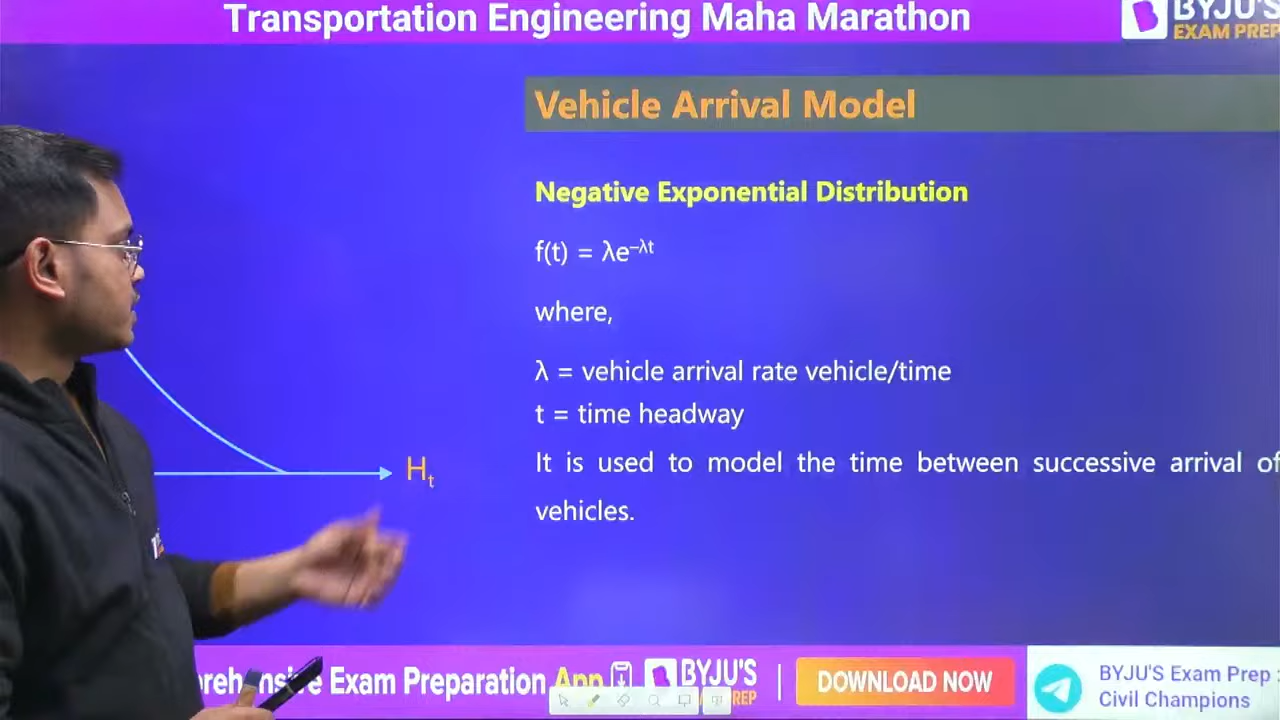 Transportation Engineering Maha Marathon
BYJU'S
EXAM PREP
Vehicle Arrival Model
Negative Exponential Distribution
f(t) = λe^–λt
where,
λ = vehicle arrival rate vehicle/time
t = time headway
It is used to model the time between successive arrival of
vehicles.
Hₜ
Exam Preparation App
BYJU'S
PREP
DOWNLOAD NOW
BYJU'S Exam Prep :
Civil Champions